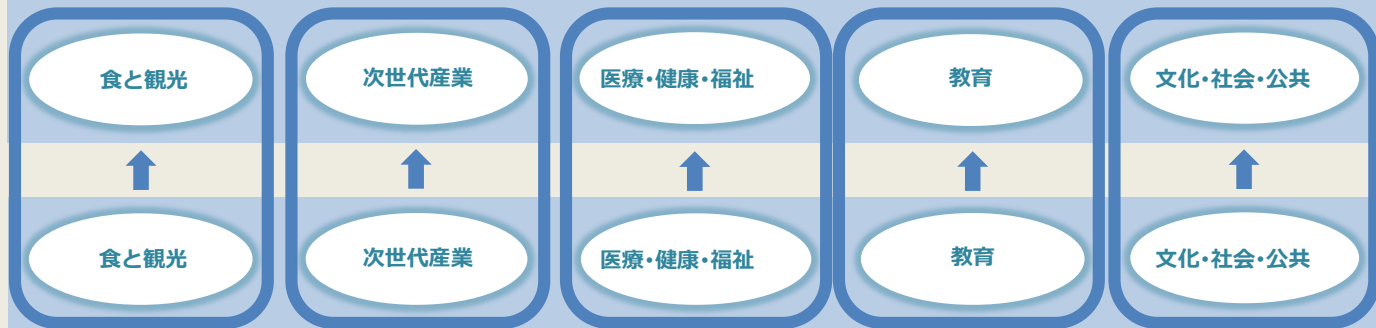 食と観光
次世代産業
医療・健康・福祉
教育
文化・社会・公共
食と観光
次世代産業
医療・健康・福祉
教育
文化・社会・公共